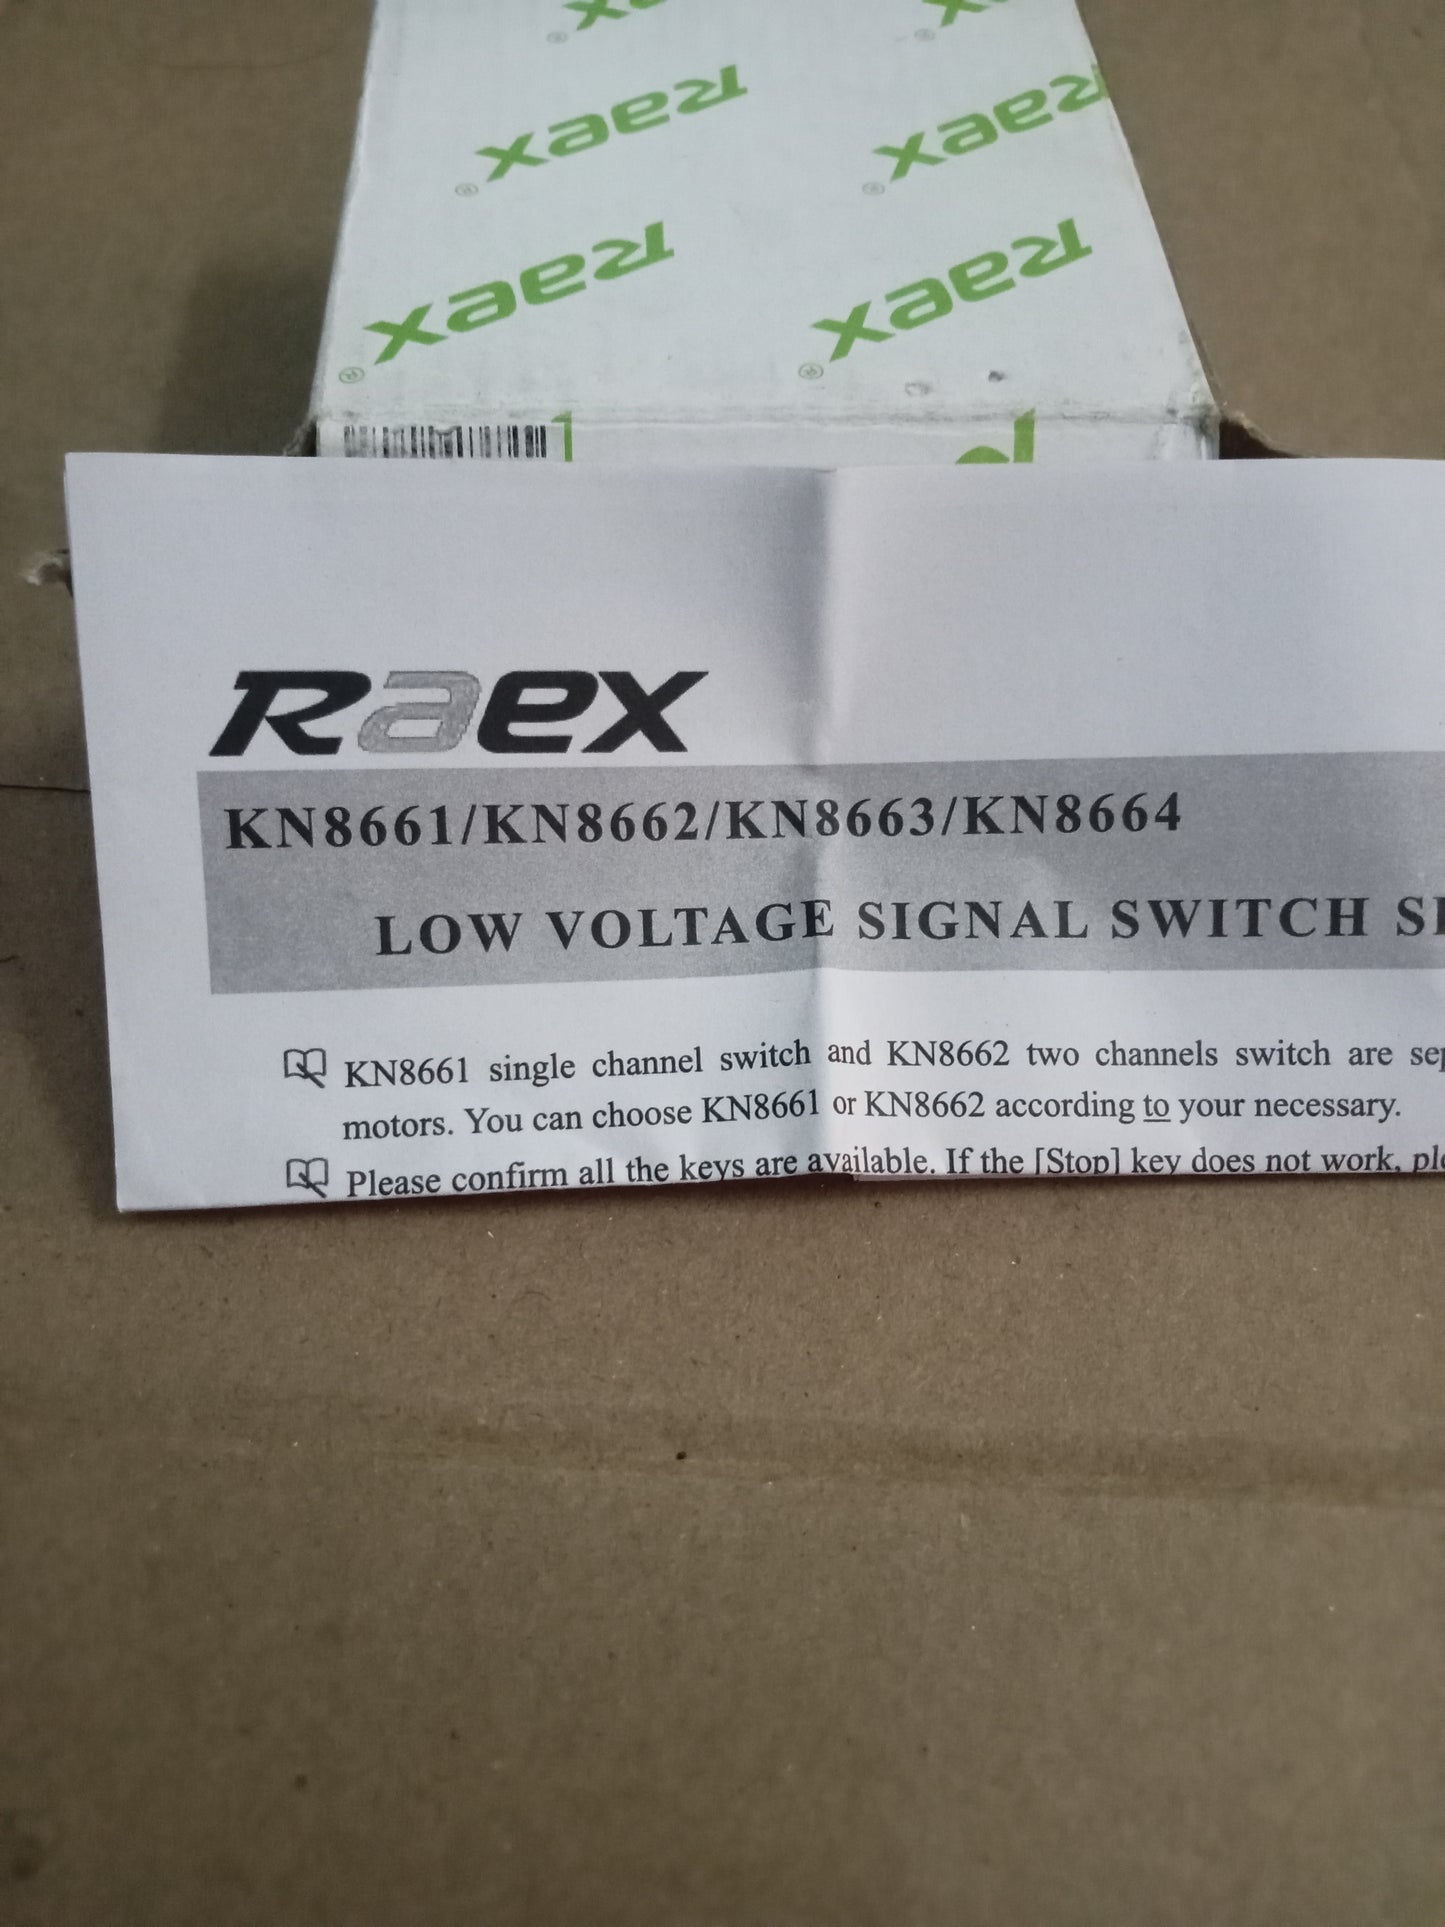 Raex®
Raex®
Raex®
Raex®
Raex
KN8661/KN8662/KN8663/KN8664
LOW VOLTAGE SIGNAL SWITCH
KN8661 single channel switch and KN8662 two channels switch are
motors. You can choose KN8661 or KN8662 according to your necessary.
Please confirm all the keys are available. If the [Stop] key does not work,